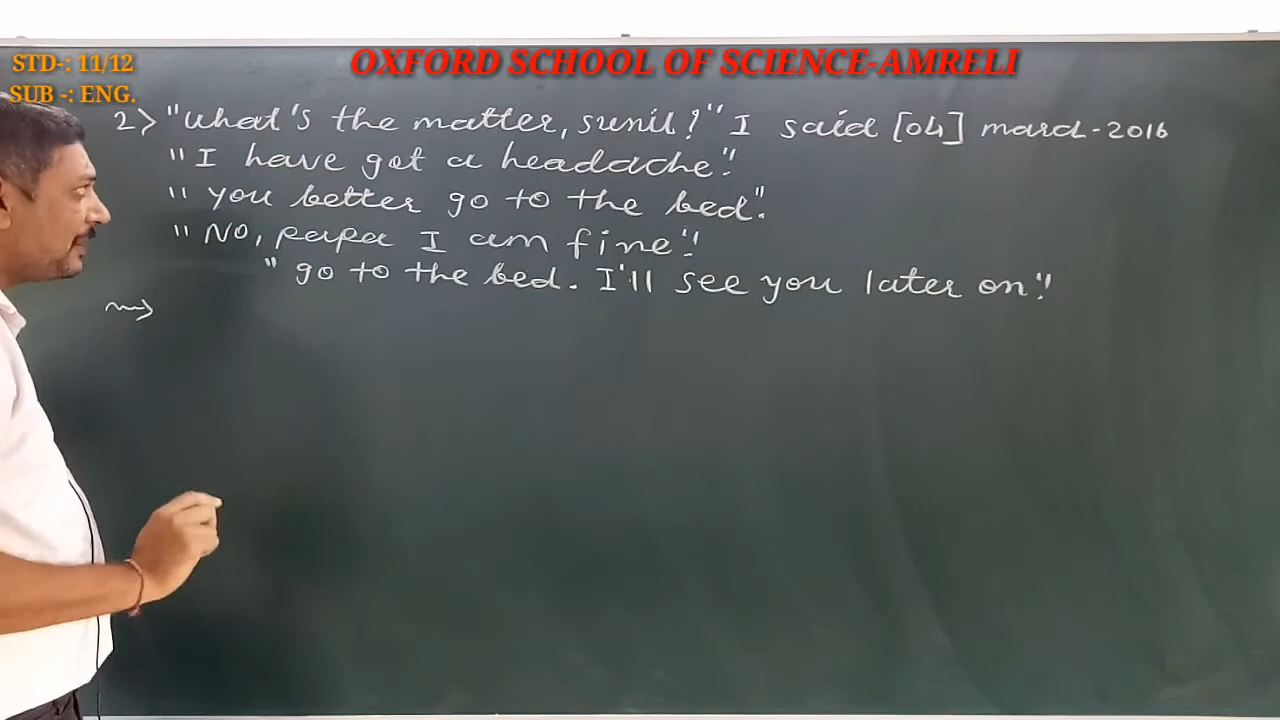 STD-: 11/12
SUB -: ENG.
OXFORD SCHOOL OF SCIENCE-AMRELI
2> "What's the matter, sunil?" I said [04] march-2016
"I have got a headache".
"you better go to the bed."
"NO, papa I am fine".
"go to the bed. I'll see you later on".